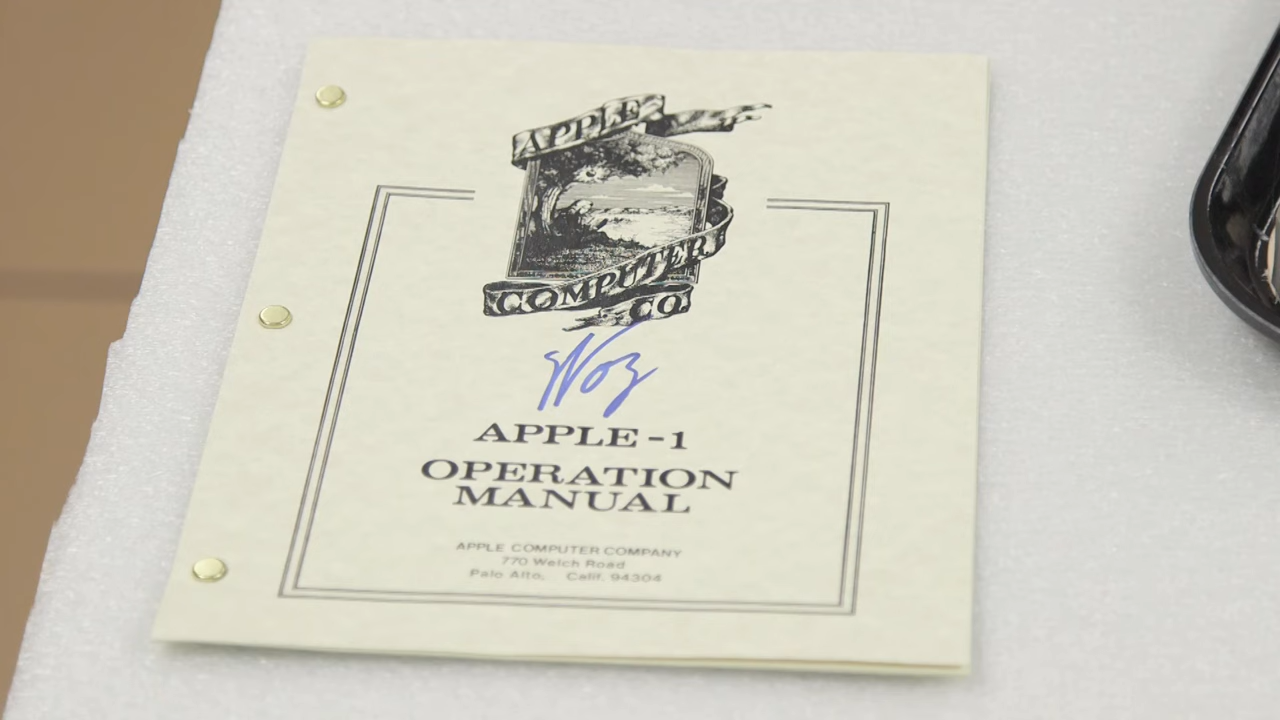 APPLE
COMPUTER
CO.
Woz
APPLE-1
OPERATION
MANUAL
APPLE COMPUTER COMPANY
770 Welch Road
Palo Alto, Calif. 94304